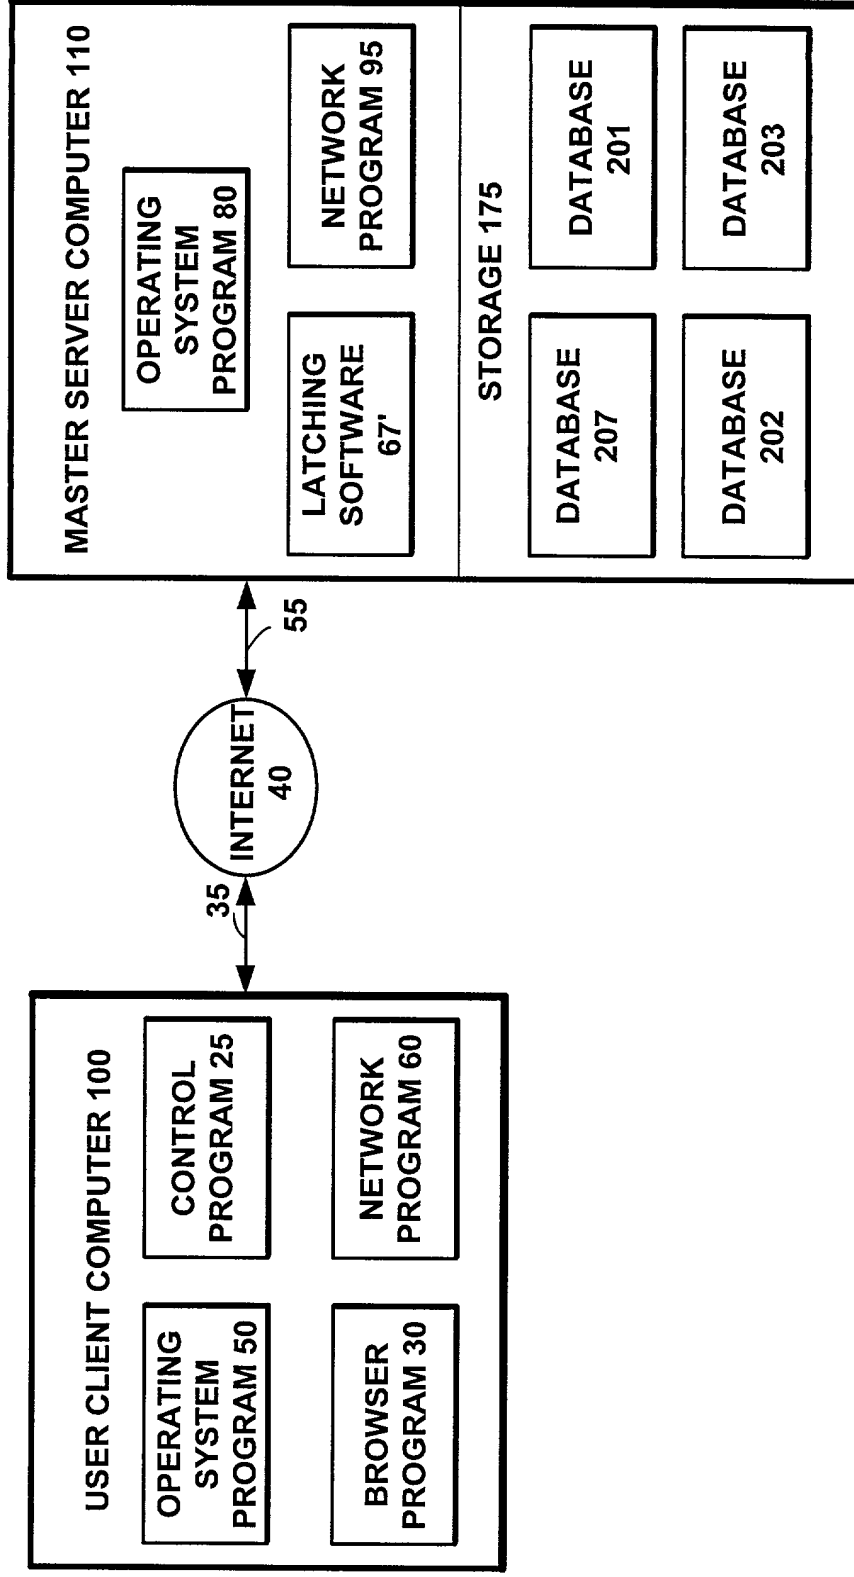 USER CLIENT COMPUTER 100
OPERATING
SYSTEM
PROGRAM 50
CONTROL
PROGRAM 25
BROWSER
PROGRAM 30
NETWORK
PROGRAM 60
35
INTERNET
40
55
MASTER SERVER COMPUTER 110
OPERATING
SYSTEM
PROGRAM 80
LATCHING
SOFTWARE
67'
NETWORK
PROGRAM 95
STORAGE 175
DATABASE
207
DATABASE
201
DATABASE
202
DATABASE
203